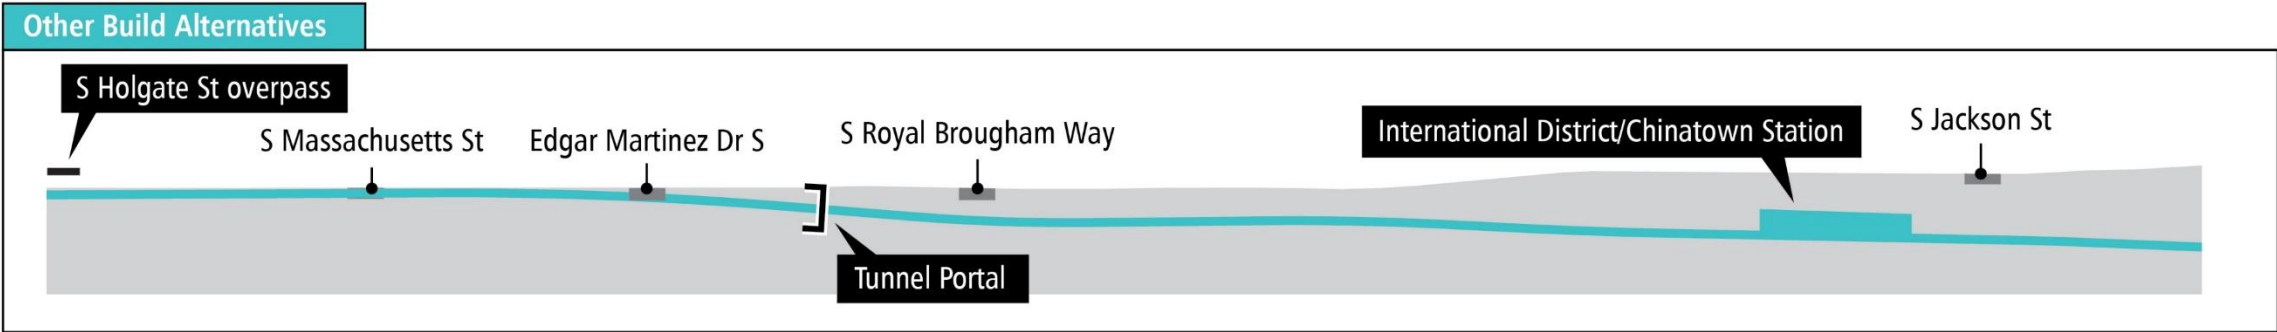 Other Build Alternatives
S Holgate St overpass
S Massachusetts St
Edgar Martinez Dr S
S Royal Brougham Way
International District/Chinatown Station
S Jackson St
Tunnel Portal